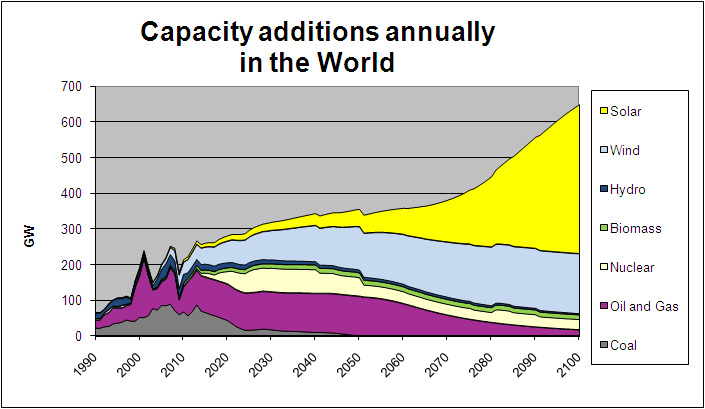 Capacity additions annually
in the World
700
600
500
400
300
200
100
0
GW
1990
2000
2010
2020
2030
2040
2050
2060
2070
2080
2090
2100
Solar
Wind
Hydro
Biomass
Nuclear
Oil and Gas
Coal